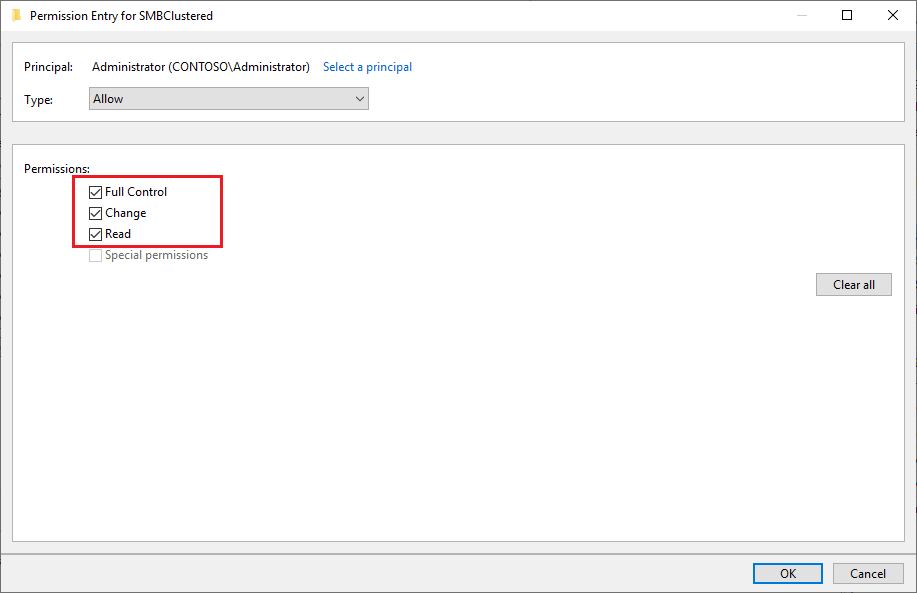 Permission Entry for SMBClustered
Principal: Administrator (CONTOSO\Administrator) Select a principal
Type: Allow
Permissions:
Full Control
Change
Read
Special permissions
Clear all
OK Cancel